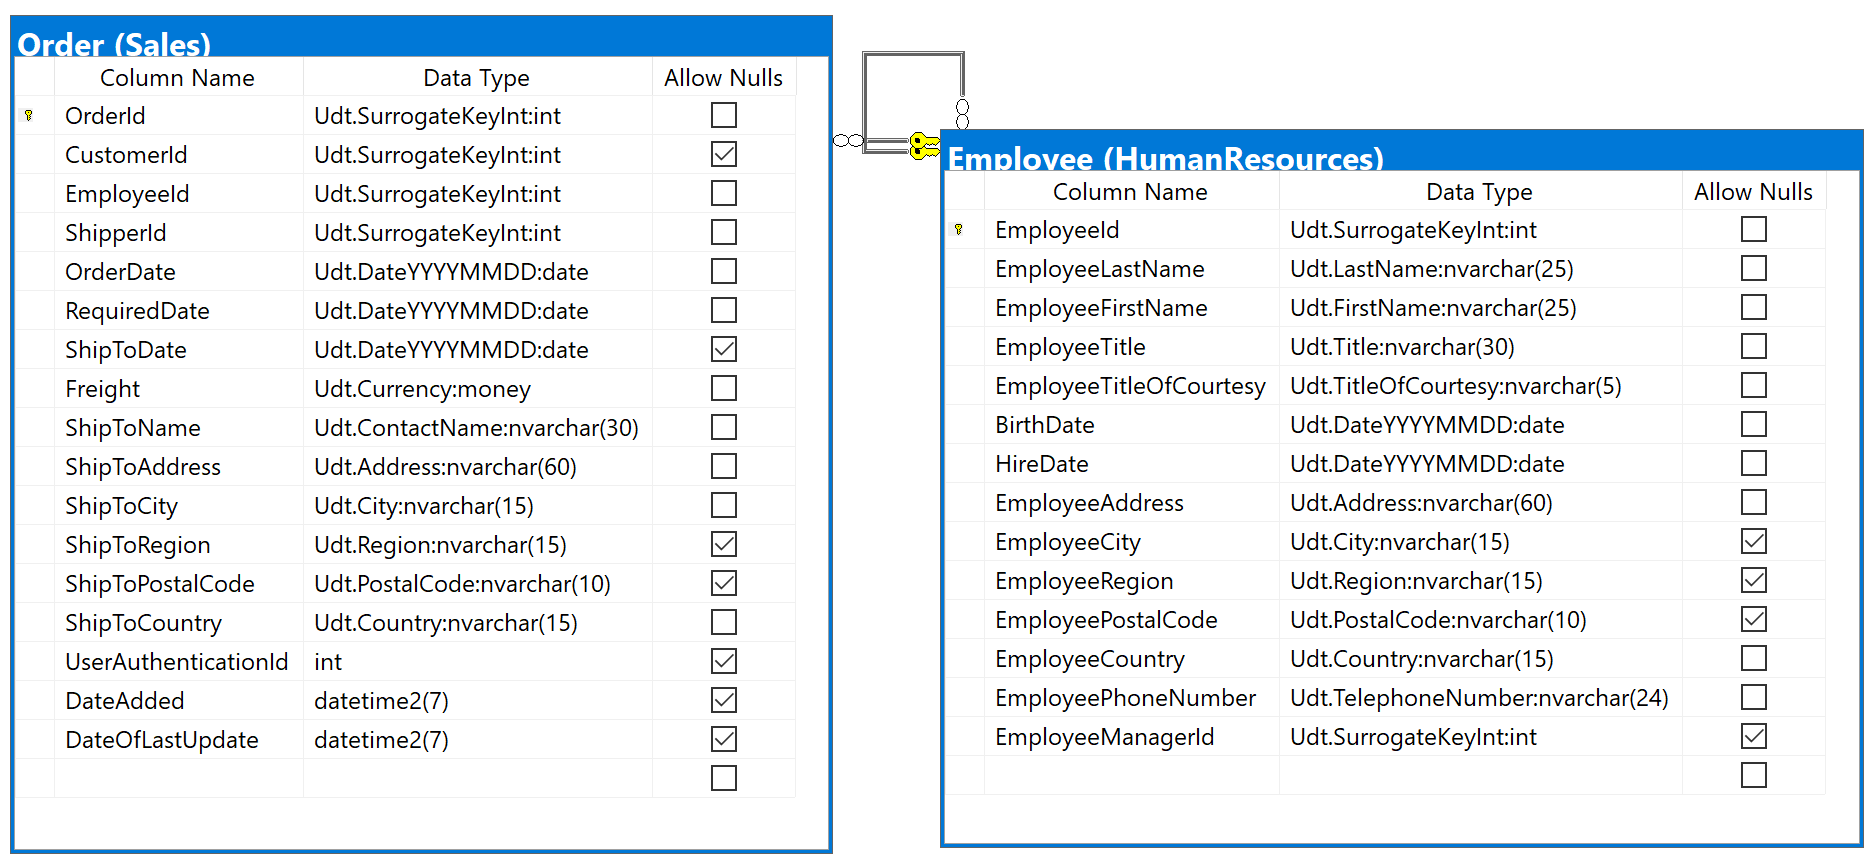 Order (Sales)
Column Name Data Type Allow Nulls
OrderId Udt.SurrogateKeyInt:int
CustomerId Udt.SurrogateKeyInt:int
EmployeeId Udt.SurrogateKeyInt:int
ShipperId Udt.SurrogateKeyInt:int
OrderDate Udt.DateYYYYMMDD:date
RequiredDate Udt.DateYYYYMMDD:date
ShipToDate Udt.DateYYYYMMDD:date
Freight Udt.Currency:money
ShipToName Udt.ContactName:nvarchar(30)
ShipToAddress Udt.Address:nvarchar(60)
ShipToCity Udt.City:nvarchar(15)
ShipToRegion Udt.Region:nvarchar(15)
ShipToPostalCode Udt.PostalCode:nvarchar(10)
ShipToCountry Udt.Country:nvarchar(15)
UserAuthenticationId int
DateAdded datetime2(7)
DateOfLastUpdate datetime2(7)
Employee (HumanResources)
Column Name Data Type Allow Nulls
EmployeeId Udt.SurrogateKeyInt:int
EmployeeLastName Udt.LastName:nvarchar(25)
EmployeeFirstName Udt.FirstName:nvarchar(25)
EmployeeTitle Udt.Title:nvarchar(30)
EmployeeTitleOfCourtesy Udt.TitleOfCourtesy:nvarchar(5)
BirthDate Udt.DateYYYYMMDD:date
HireDate Udt.DateYYYYMMDD:date
EmployeeAddress Udt.Address:nvarchar(60)
EmployeeCity Udt.City:nvarchar(15)
EmployeeRegion Udt.Region:nvarchar(15)
EmployeePostalCode Udt.PostalCode:nvarchar(10)
EmployeeCountry Udt.Country:nvarchar(15)
EmployeePhoneNumber Udt.TelephoneNumber:nvarchar(24)
EmployeeManagerId Udt.SurrogateKeyInt:int